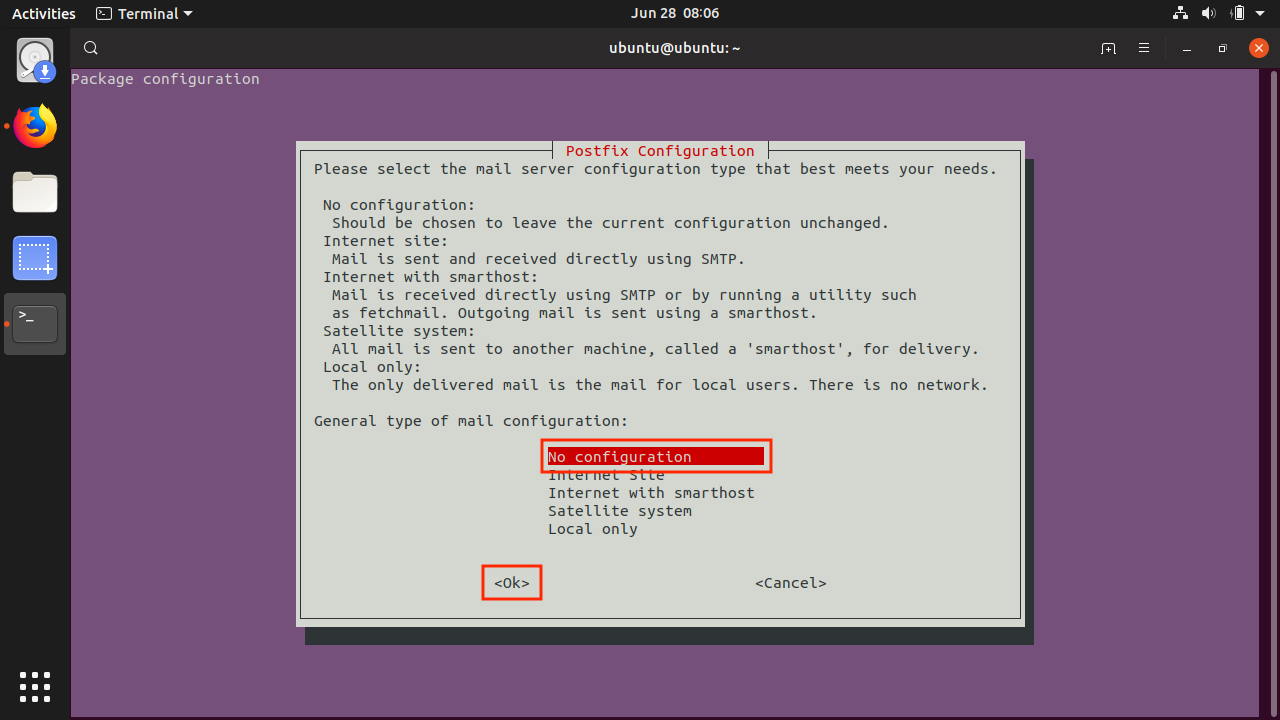 Activities
Terminal
Jun 28 08:06
ubuntu@ubuntu: ~
Package configuration
Postfix Configuration
Please select the mail server configuration type that best meets your needs.
No configuration:
Should be chosen to leave the current configuration unchanged.
Internet site:
Mail is sent and received directly using SMTP.
Internet with smarthost:
Mail is received directly using SMTP or by running a utility such
as fetchmail. Outgoing mail is sent using a smarthost.
Satellite system:
All mail is sent to another machine, called a 'smarthost', for delivery.
Local only:
The only delivered mail is the mail for local users. There is no network.
General type of mail configuration:
No configuration
Internet Site
Internet with smarthost
Satellite system
Local only
<Ok>
<Cancel>